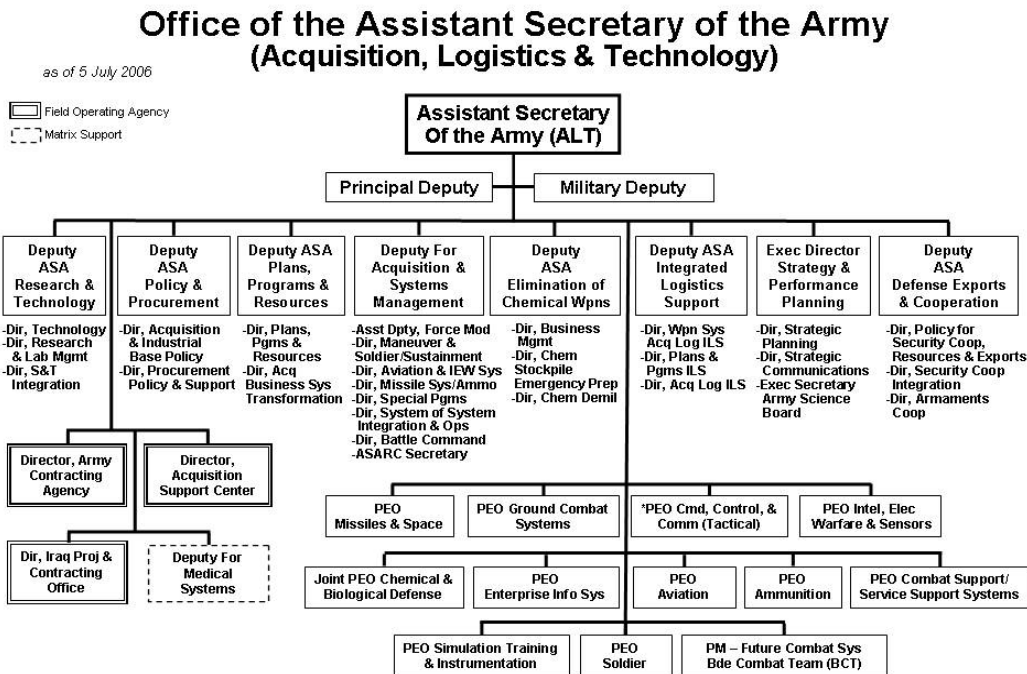 Office of the Assistant Secretary of the Army
(Acquisition, Logistics & Technology)
as of 5 July 2006
Field Operating Agency
Matrix Support
Assistant Secretary
Of the Army (ALT)
Principal Deputy
Military Deputy
Deputy
ASA
Research &
Technology
-Dir, Technology
-Dir, Research
& Lab Mgmt
-Dir, S&T
Integration
Deputy
ASA
Policy &
Procurement
-Dir, Acquisition
& Industrial
Base Policy
-Dir, Procurement
Policy & Support
Deputy ASA
Plans,
Programs &
Resources
-Dir, Plans,
Pgms &
Resources
-Dir, Acq
Business Sys
Transformation
Deputy For
Acquisition &
Systems
Management
-Asst Dpty, Force Mod
-Dir, Maneuver &
Soldier/Sustainment
-Dir, Aviation & IEW Sys
-Dir, Missile Sys/Ammo
-Dir, Special Pgms
-Dir, System of System
Integration & Ops
-Dir, Battle Command
-ASARC Secretary
Deputy
ASA
Elimination of
Chemical Wpns
-Dir, Business
Mgmt
-Dir, Chem
Stockpile
Emergency Prep
-Dir, Chem Demil
Deputy ASA
Integrated
Logistics
Support
-Dir, Wpn Sys
Acq Log ILS
-Dir, Plans &
Pgms ILS
-Dir, Acq Log ILS
Exec Director
Strategy &
Performance
Planning
-Dir, Strategic
Planning
-Dir, Strategic
Communications
-Exec Secretary
Army Science
Board
Deputy
ASA
Defense Exports
& Cooperation
-Dir, Policy for
Security Coop,
Resources & Exports
-Dir, Security Coop
Integration
-Dir, Armaments
Coop
Director, Army
Contracting
Agency
Director,
Acquisition
Support Center
Dir, Iraq Proj &
Contracting
Office
Deputy For
Medical
Systems
PEO
Missiles & Space
PEO Ground Combat
Systems
*PEO Cmd, Control, &
Comm (Tactical)
PEO Intel, Elec
Warfare & Sensors
Joint PEO Chemical &
Biological Defense
PEO
Enterprise Info Sys
PEO
Aviation
PEO
Ammunition
PEO Combat Support/
Service Support Systems
PEO Simulation Training
& Instrumentation
PEO
Soldier
PM – Future Combat Sys
Bde Combat Team (BCT)